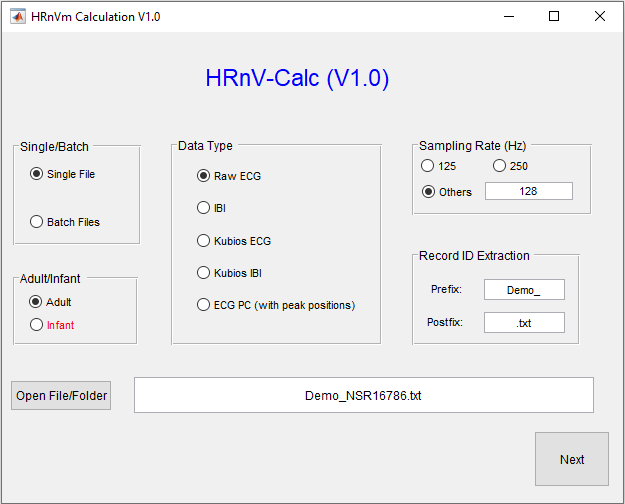 HRnVm Calculation V1.0
HRnV-Calc (V1.0)
Single/Batch
Single File
Batch Files
Adult/Infant
Adult
Infant
Data Type
Raw ECG
IBI
Kubios ECG
Kubios IBI
ECG PC (with peak positions)
Sampling Rate (Hz)
125 250
Others 128
Record ID Extraction
Prefix: Demo_
Postfix: .txt
Open File/Folder Demo_NSR16786.txt
Next